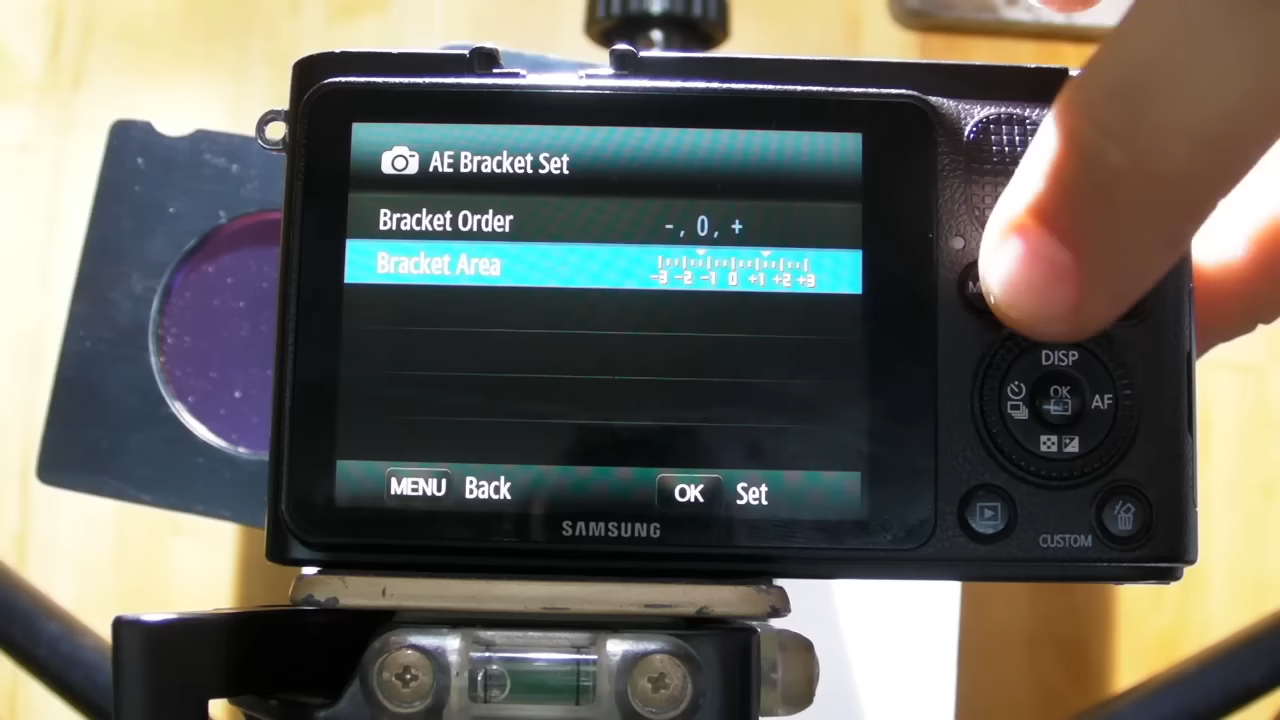 AE Bracket Set
Bracket Order -, 0, +
Bracket Area
-3 -2 -1 0 +1 +2 +3
MENU Back OK Set
SAMSUNG
DISP
OK
AF
CUSTOM